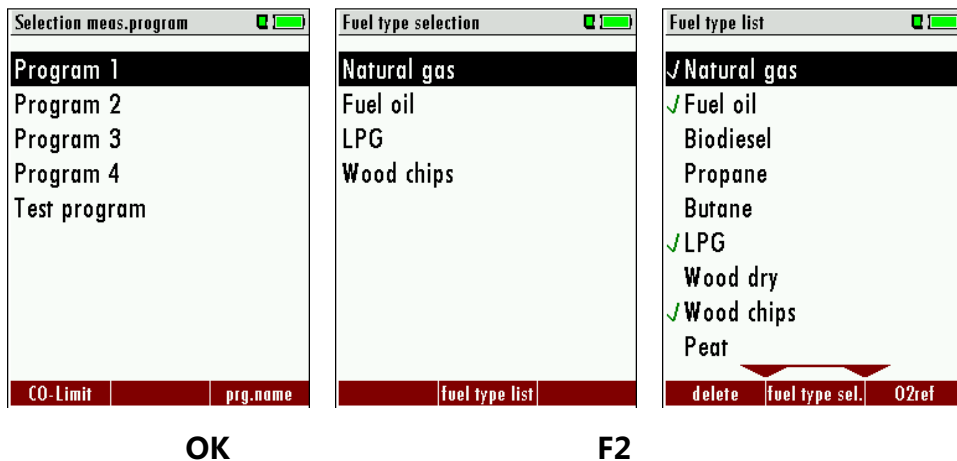 Selection meas.program
Program 1
Program 2
Program 3
Program 4
Test program
CO-Limit
prg.name
Fuel type selection
Natural gas
Fuel oil
LPG
Wood chips
fuel type list
Fuel type list
√ Natural gas
√ Fuel oil
Biodiesel
Propane
Butane
√ LPG
Wood dry
√ Wood chips
Peat
delete
fuel type sel.
O2ref
OK
F2